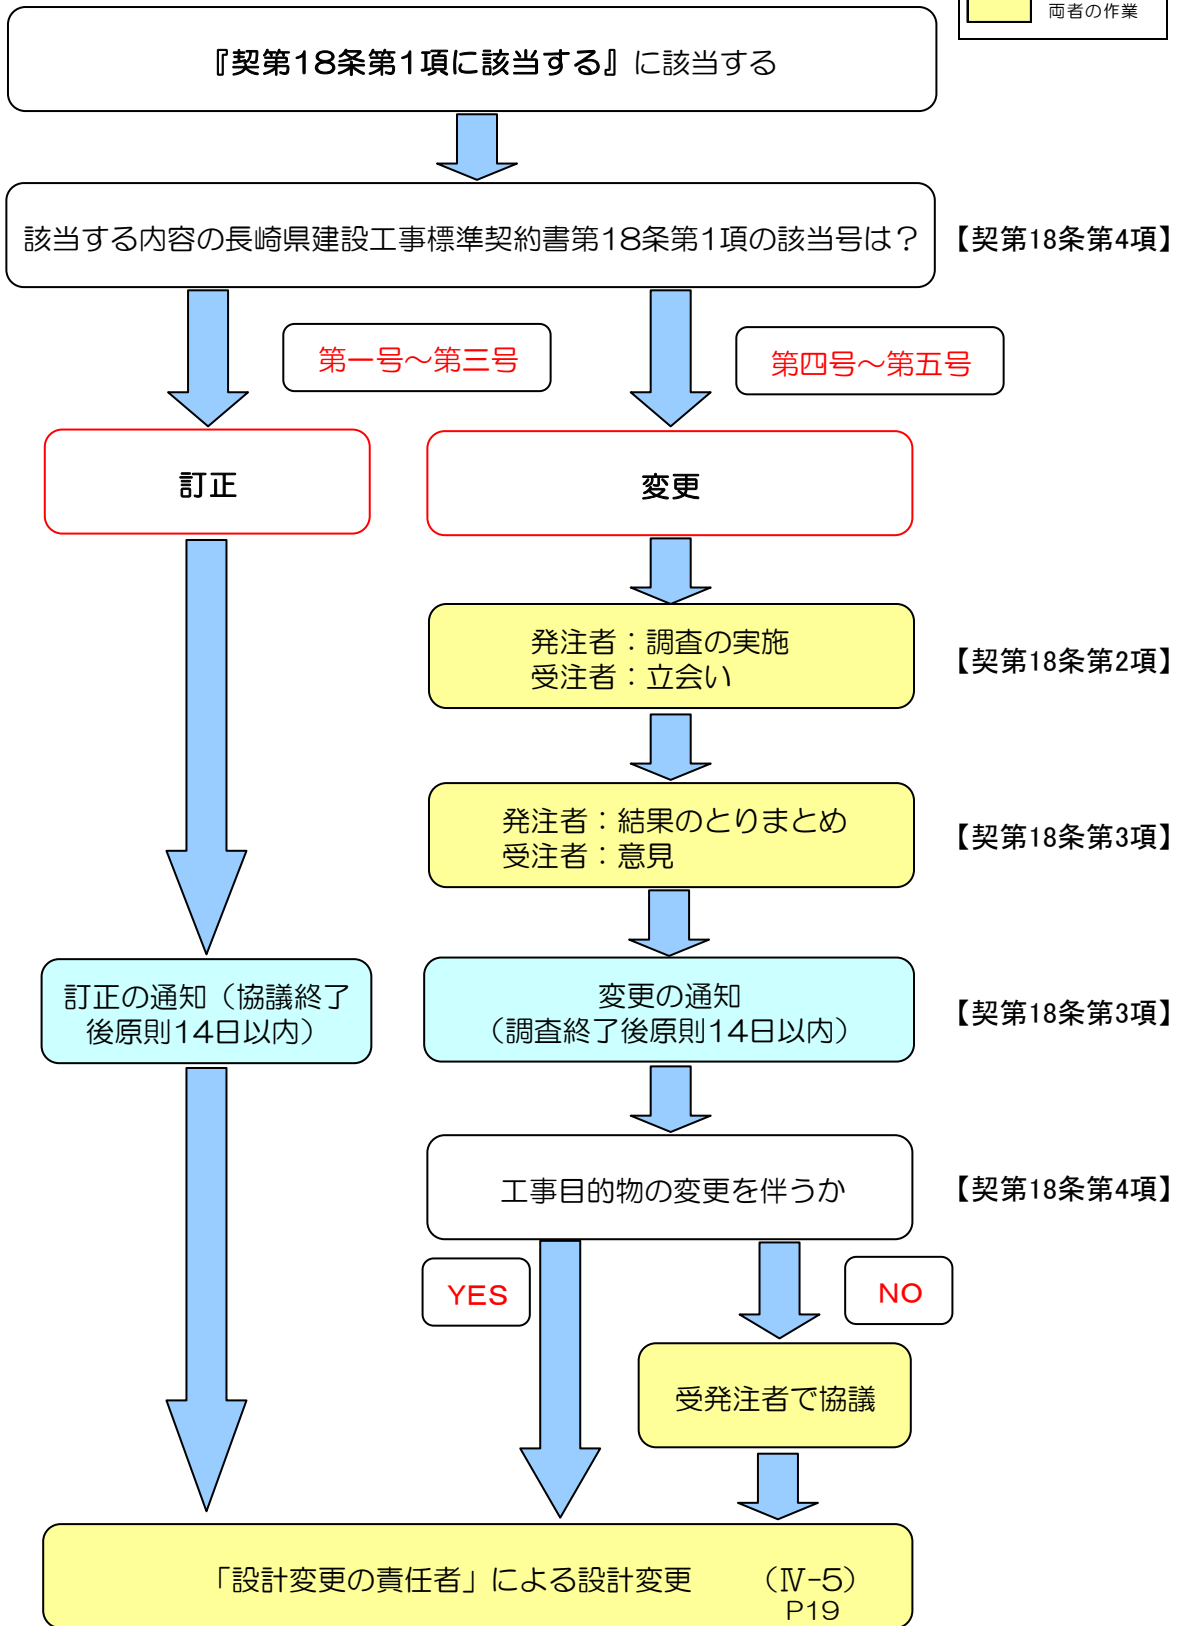 両者の作業
『契第18条第1項に該当する』に該当する
該当する内容の長崎県建設工事標準契約書第18条第1項の該当号は？
【契第18条第4項】
第一号～第三号
第四号～第五号
訂正
変更
発注者：調査の実施
受注者：立会い
【契第18条第2項】
発注者：結果のとりまとめ
受注者：意見
【契第18条第3項】
訂正の通知（協議終了
後原則14日以内）
変更の通知
（調査終了後原則14日以内）
【契第18条第3項】
工事目的物の変更を伴うか
【契第18条第4項】
YES
NO
受発注者で協議
「設計変更の責任者」による設計変更　（Ⅳ-5）
P19